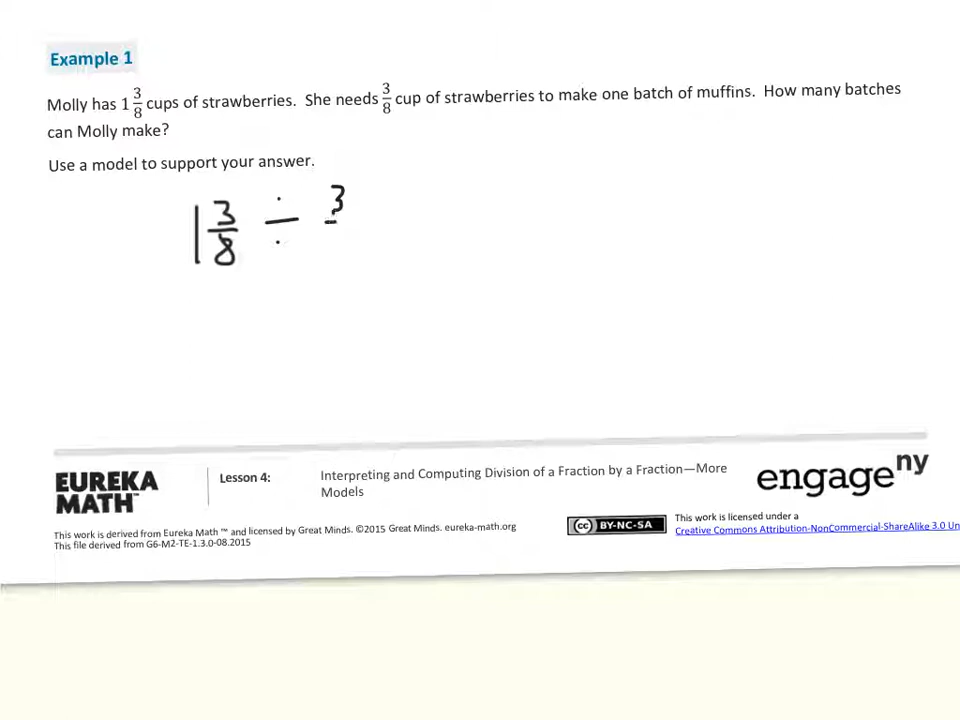 Example 1
Molly has 1 3/8 cups of strawberries. She needs 3/8 cup of strawberries to make one batch of muffins. How many batches
can Molly make?
Use a model to support your answer.
1 3/8 ÷ 3
EUREKA
MATH™
Lesson 4:
Interpreting and Computing Division of a Fraction by a Fraction—More
Models
engage ny
This work is derived from Eureka Math ™ and licensed by Great Minds. ©2015 Great Minds. eureka-math.org
This file derived from G6-M2-TE-1.3.0-08.2015
cc BY-NC-SA
This work is licensed under a
Creative Commons Attribution-NonCommercial-ShareAlike 3.0 Un